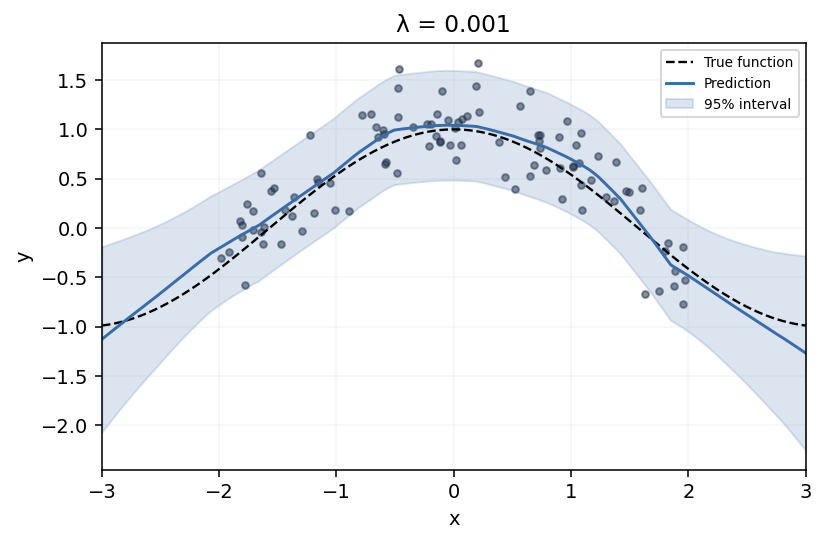 λ = 0.001
True function
Prediction
95% interval
1.5
1.0
0.5
0.0
−0.5
−1.0
−1.5
−2.0
y
−3 −2 −1 0 1 2 3
x